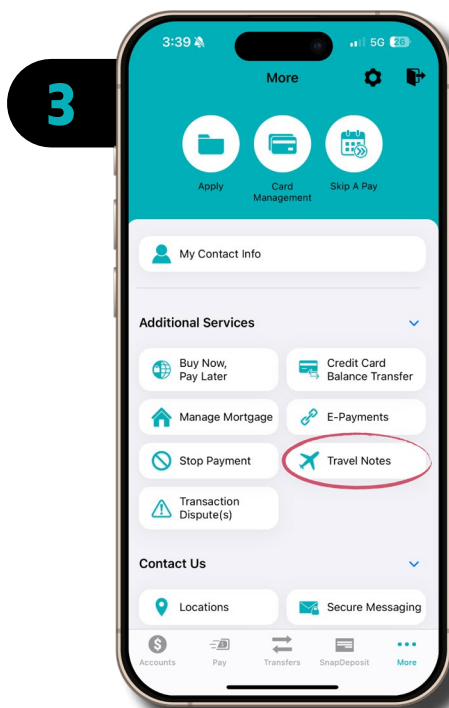 3
3:39
5G
26
More
Apply
Card
Management
Skip A Pay
My Contact Info
Additional Services
Buy Now,
Pay Later
Credit Card
Balance Transfer
Manage Mortgage
E-Payments
Stop Payment
Travel Notes
Transaction
Dispute(s)
Contact Us
Locations
Secure Messaging
Accounts
Pay
Transfers
SnapDeposit
More